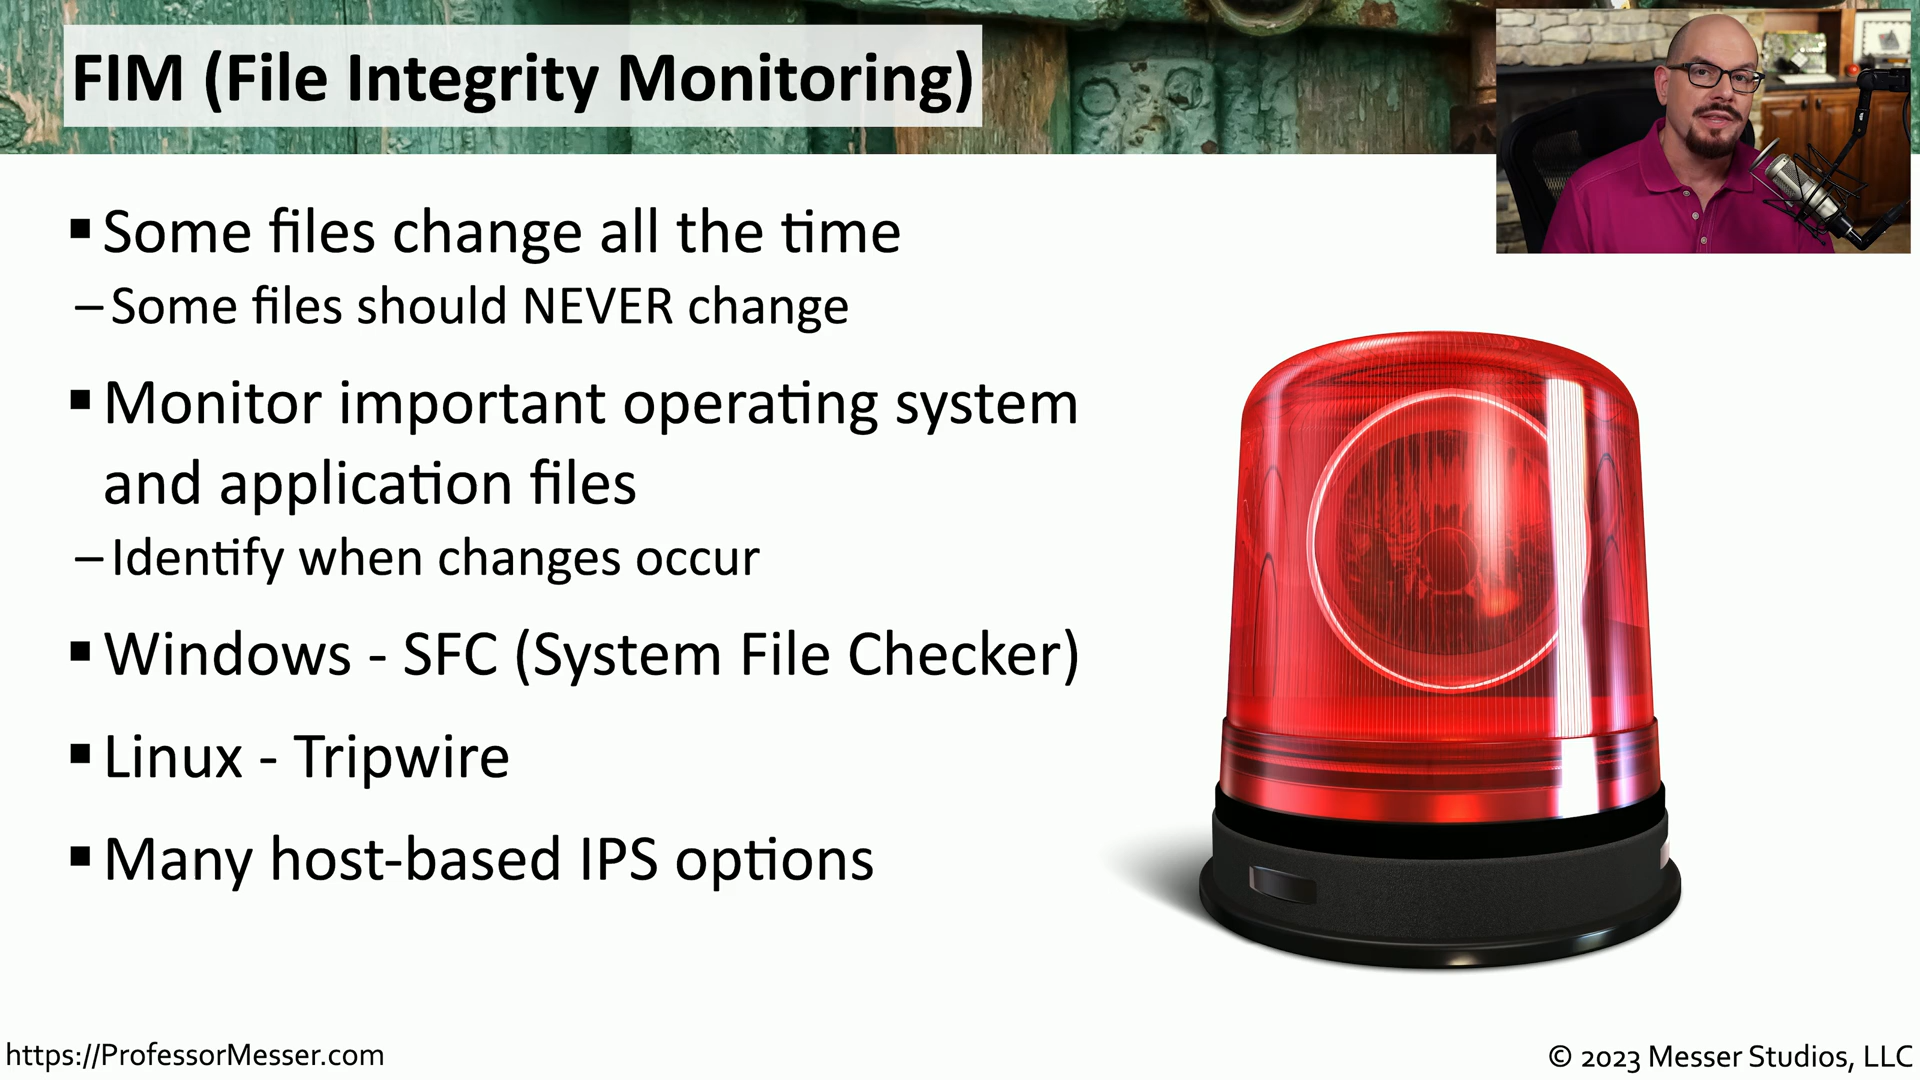 FIM (File Integrity Monitoring)
▪ Some files change all the time
– Some files should NEVER change
▪ Monitor important operating system
and application files
– Identify when changes occur
▪ Windows - SFC (System File Checker)
▪ Linux - Tripwire
▪ Many host-based IPS options
https://ProfessorMesser.com
© 2023 Messer Studios, LLC